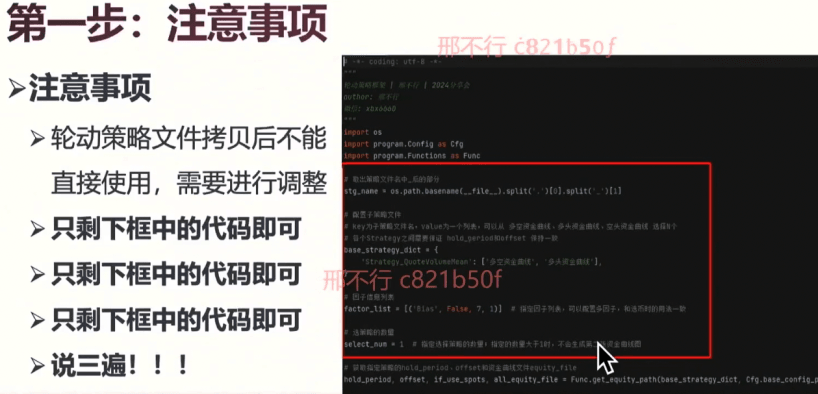 第一步：注意事项
邢不行 c821b50f
➢注意事项
➢轮动策略文件拷贝后不能
直接使用，需要进行调整
➢只剩下框中的代码即可
➢只剩下框中的代码即可
➢只剩下框中的代码即可
➢说三遍！！！
# -*- coding: utf-8 -*-
"""
轮动策略框架 | 邢不行 | 2024分享会
author: 邢不行
微信: xbx6660
"""
import os
import program.Config as Cfg
import program.Functions as Func
# 取出策略文件名中_后的部分
stg_name = os.path.basename(__file__).split('.')[0].split('_')[1]
# 配置子策略文件
# key为子策略文件名，value为一个列表，可以从 多空资金曲线，多头资金曲线，空头资金曲线 选择N个
# 各个Strategy之间需要保证 hold_period和offset 保持一致
base_strategy_dict = {
'Strategy_QuoteVolumeMean': ['多空资金曲线', '多头资金曲线'],
邢不行 c821b50f
# 因子信息列表
factor_list = [('Bias', False, 7, 1)] # 指定因子列表，可以配置多因子，和选币时的用法一致
# 选策略的数量
select_num = 1 # 指定选择策略的数量；指定的数量大于1时，不会生成
# 获取指定策略的hold_period、offset和资金曲线文件equity_file
hold_period, offset, if_use_spots, all_equity_file = Func.get_equity_path(base_strategy_dict, Cfg.base_config_p